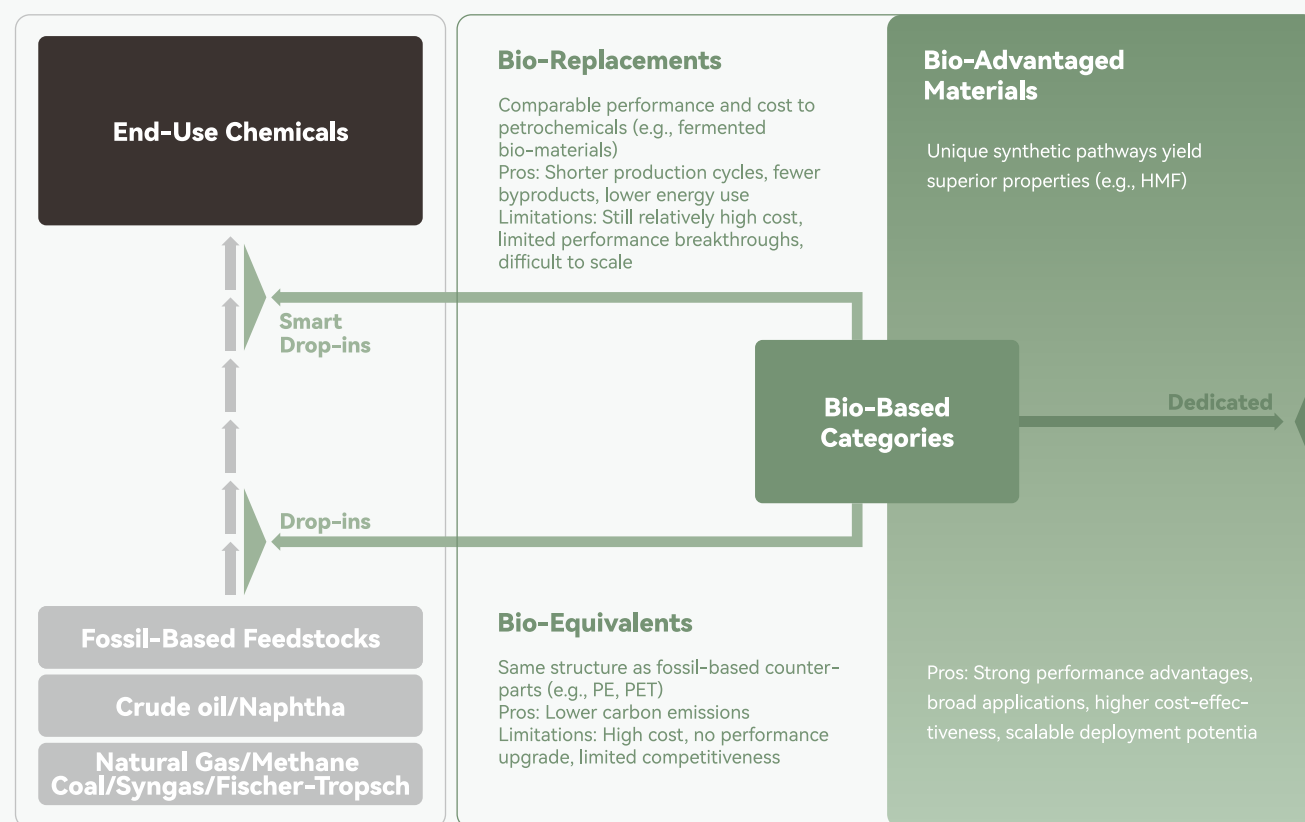 End-Use Chemicals
Smart
Drop-ins
Drop-ins
Fossil-Based Feedstocks
Crude oil/Naphtha
Natural Gas/Methane
Coal/Syngas/Fischer-Tropsch
Bio-Replacements
Comparable performance and cost to
petrochemicals (e.g., fermented
bio-materials)
Pros: Shorter production cycles, fewer
byproducts, lower energy use
Limitations: Still relatively high cost,
limited performance breakthroughs,
difficult to scale
Bio-Based
Categories
Bio-Equivalents
Same structure as fossil-based counter-
parts (e.g., PE, PET)
Pros: Lower carbon emissions
Limitations: High cost, no performance
upgrade, limited competitiveness
Bio-Advantaged
Materials
Unique synthetic pathways yield
superior properties (e.g., HMF)
Dedicated
Pros: Strong performance advantages,
broad applications, higher cost-effec-
tiveness, scalable deployment potentia